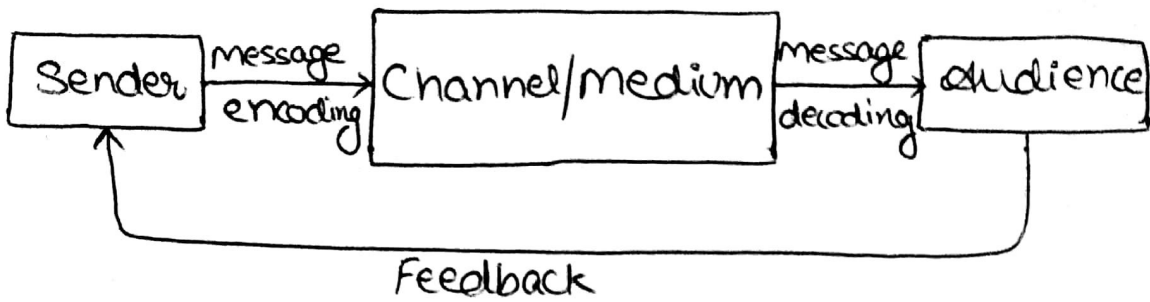 Sender
message
encoding
Channel/medium
message
decoding
Audience
Feedback